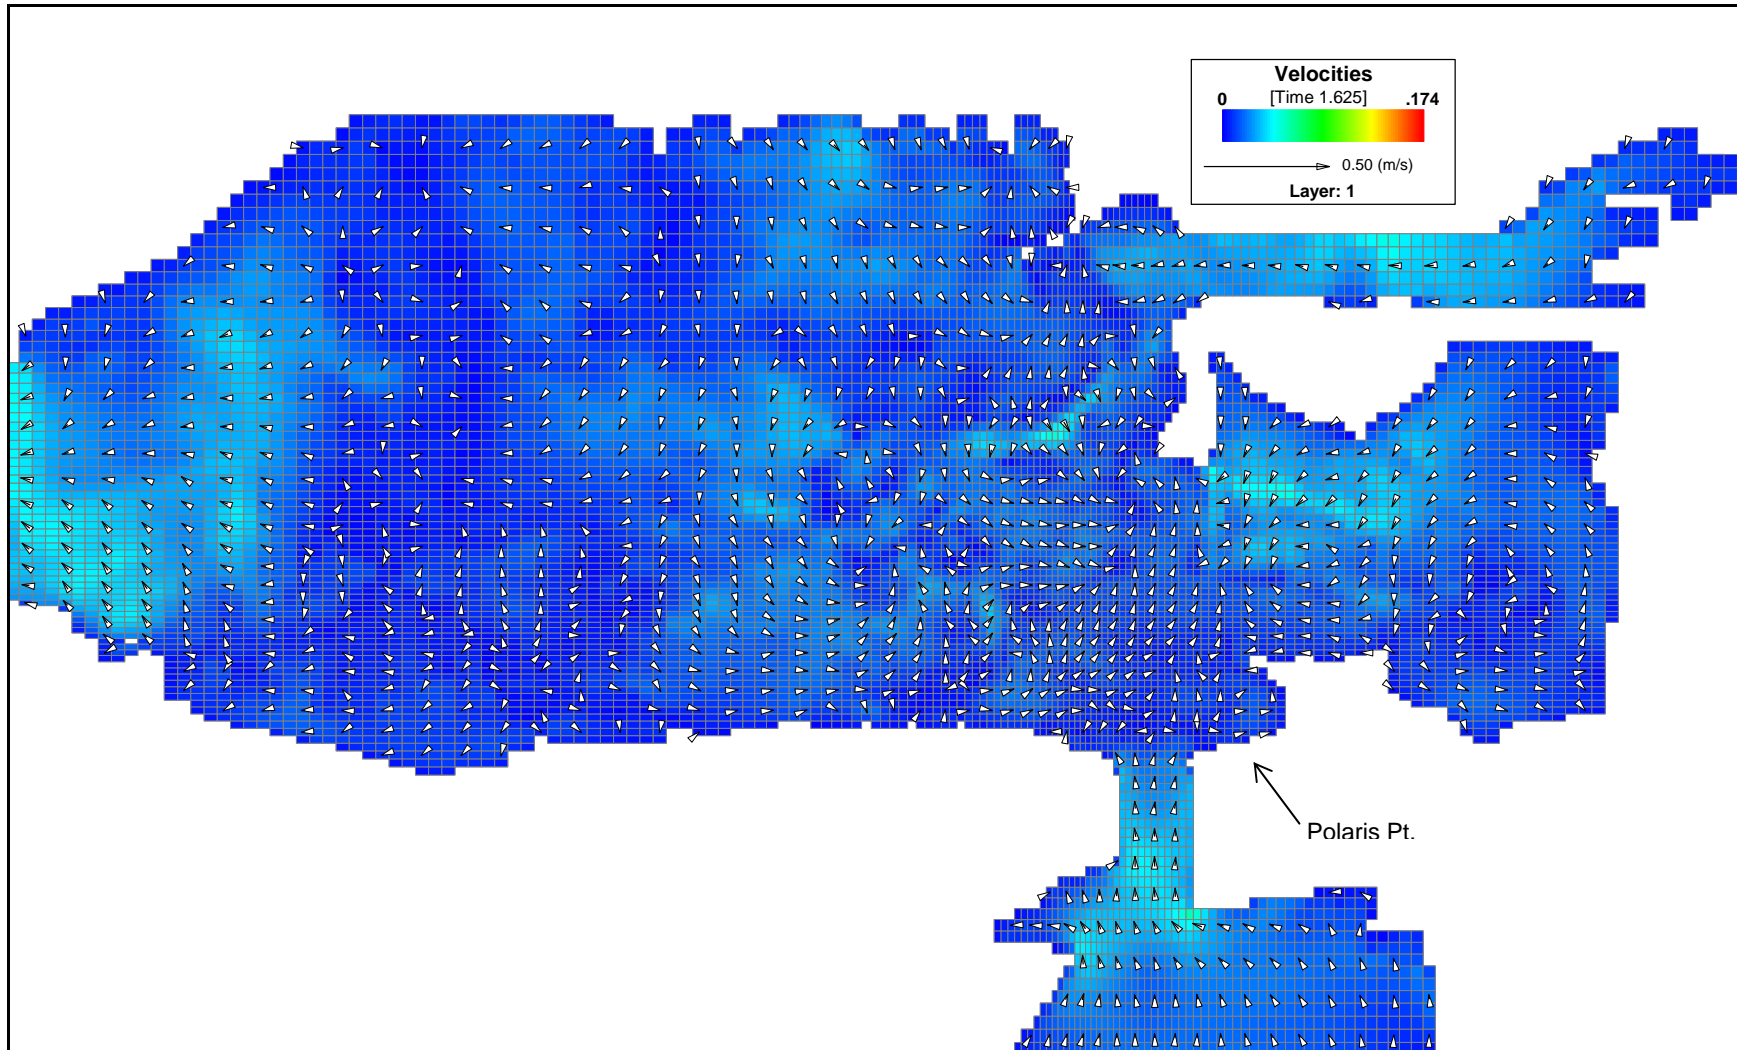 Velocities
0 [Time 1.625] .174
0.50 (m/s)
Layer: 1
Polaris Pt.